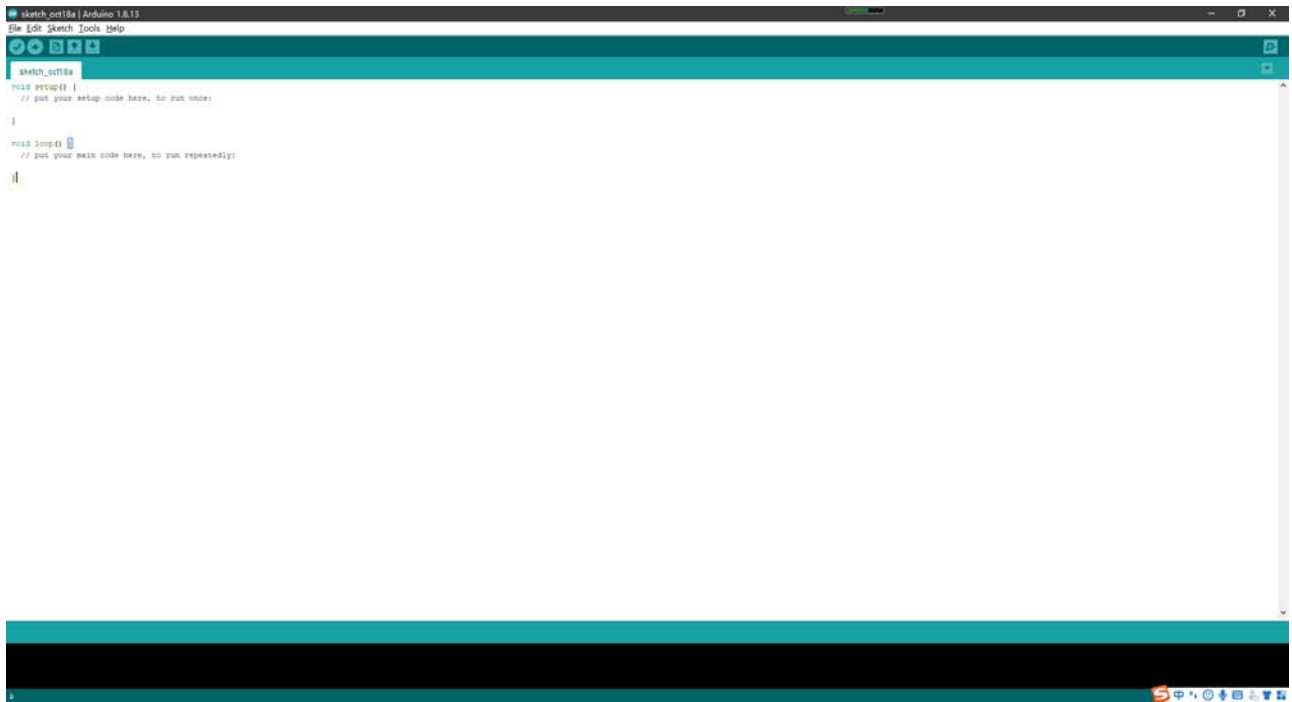 sketch_oct18a | Arduino 1.8.13
File Edit Sketch Tools Help
sketch_oct18a
void setup() {
  // put your setup code here, to run once:
}
void loop() {
  // put your main code here, to run repeatedly:
}
中